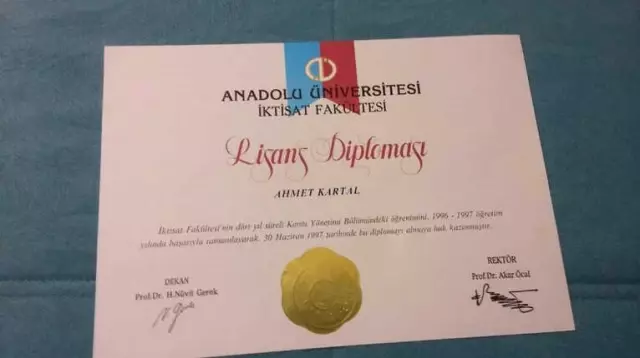 ANADOLU ÜNİVERSİTESİ
İKTİSAT FAKÜLTESİ
Lisans Diploması
AHMET KARTAL
İktisat Fakültesi'nin dört yıl süreli Kamu Yönetimi Bölümündeki öğrenimini, 1996 - 1997 öğretim
yılında başarıyla tamamlayarak, 30 Haziran 1997 tarihinde bu diplomayı almaya hak kazanmıştır.
DEKAN
Prof.Dr. H.Nüvit Gerek
REKTÖR
Prof.Dr. Akar Öcal